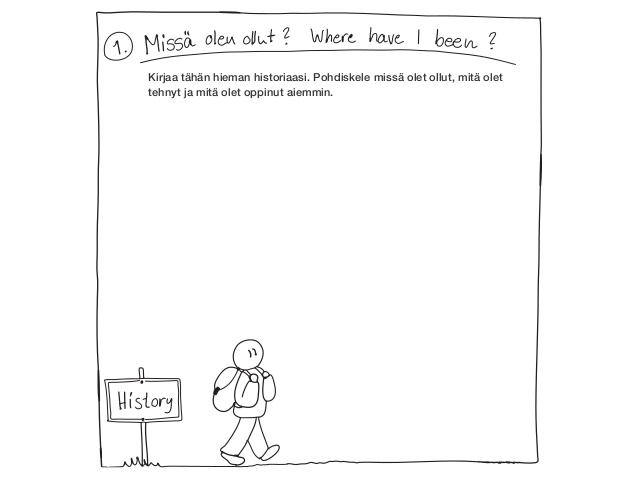 1. Missä olen ollut? Where have I been?
Kirjaa tähän hieman historiaasi. Pohdiskele missä olet ollut, mitä olet
tehnyt ja mitä olet oppinut aiemmin.
History